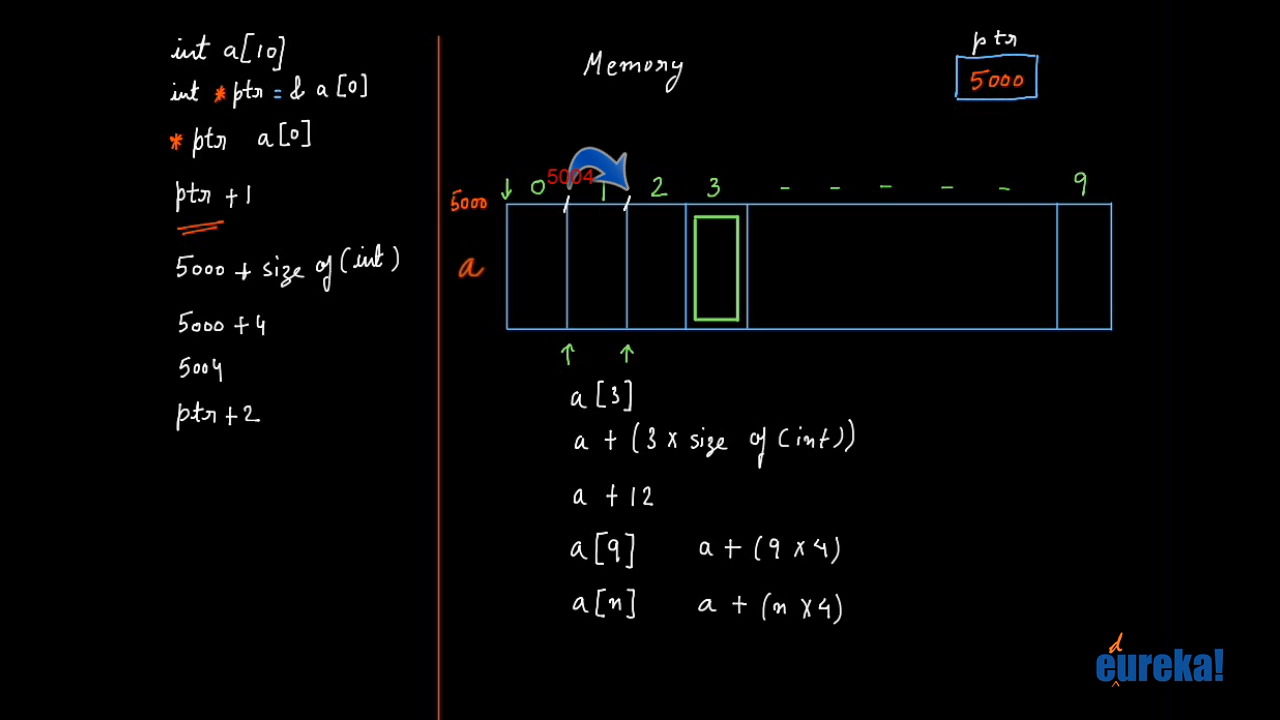 int a[10]
int *ptr = & a[0]
* ptr a[0]
ptr + 1
5000 + size of (int)
5000 + 4
5004
ptr + 2
Memory
ptr
5000
5004
0 1 2 3 - - - - - 9
5000
a
a[3]
a + (3 x size of (int))
a + 12
a[9] a + (9 x 4)
a[n] a + (n x 4)
edureka!